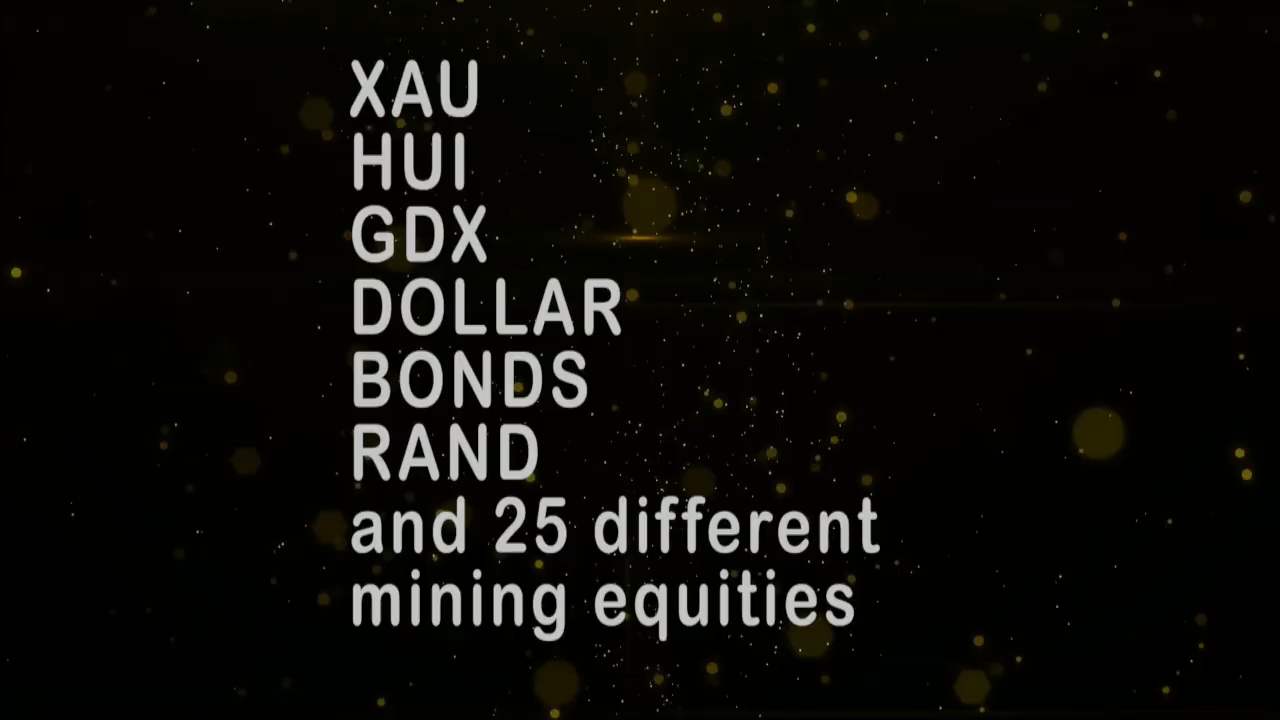 XAU
HUI
GDX
DOLLAR
BONDS
RAND
and 25 different
mining equities